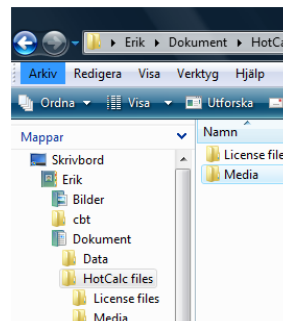 Erik Dokument HotCa
Arkiv Redigera Visa Verktyg Hjälp
Ordna Visa Utforska
Mappar
Namn
Skrivbord
Erik
Bilder
cbt
Dokument
Data
HotCalc files
License files
Media
License file
Media